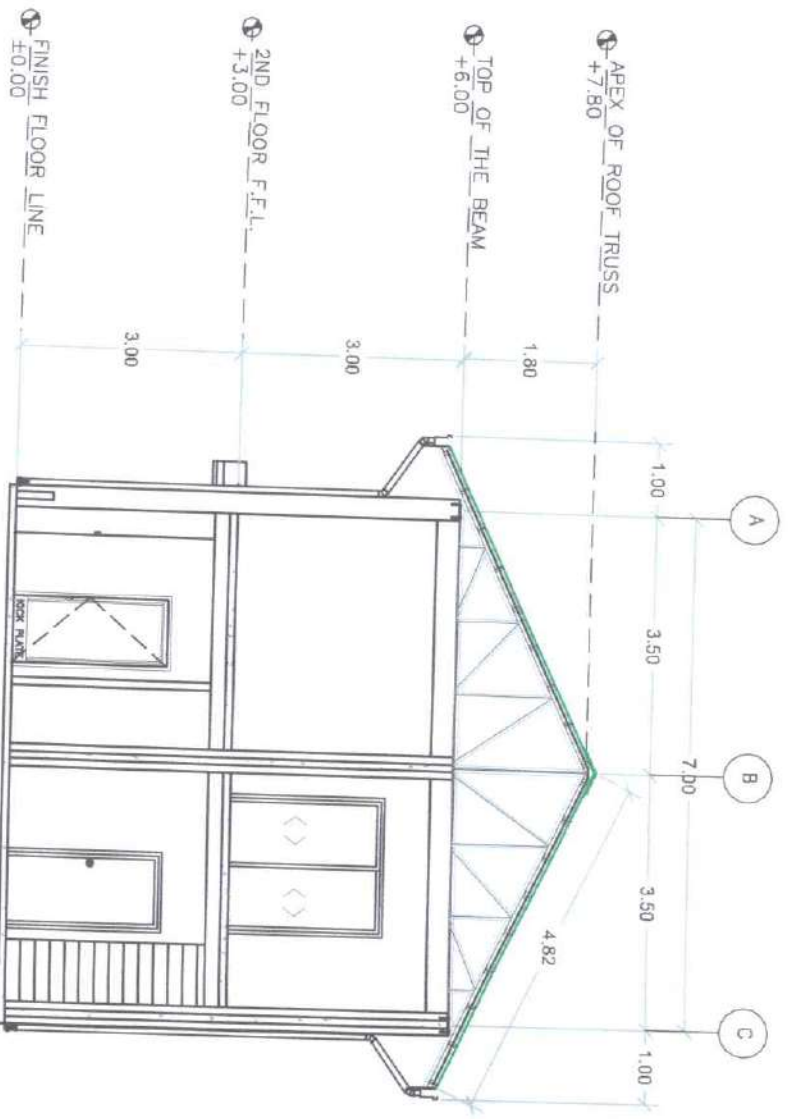 A
B
C
1.00
3.50
3.50
1.00
7.00
APEX OF ROOF TRUSS
+7.80
1.80
4.82
TOP OF THE BEAM
+6.00
3.00
2ND FLOOR F.F.L.
+3.00
3.00
KICK PLATE
FINISH FLOOR LINE
±0.00